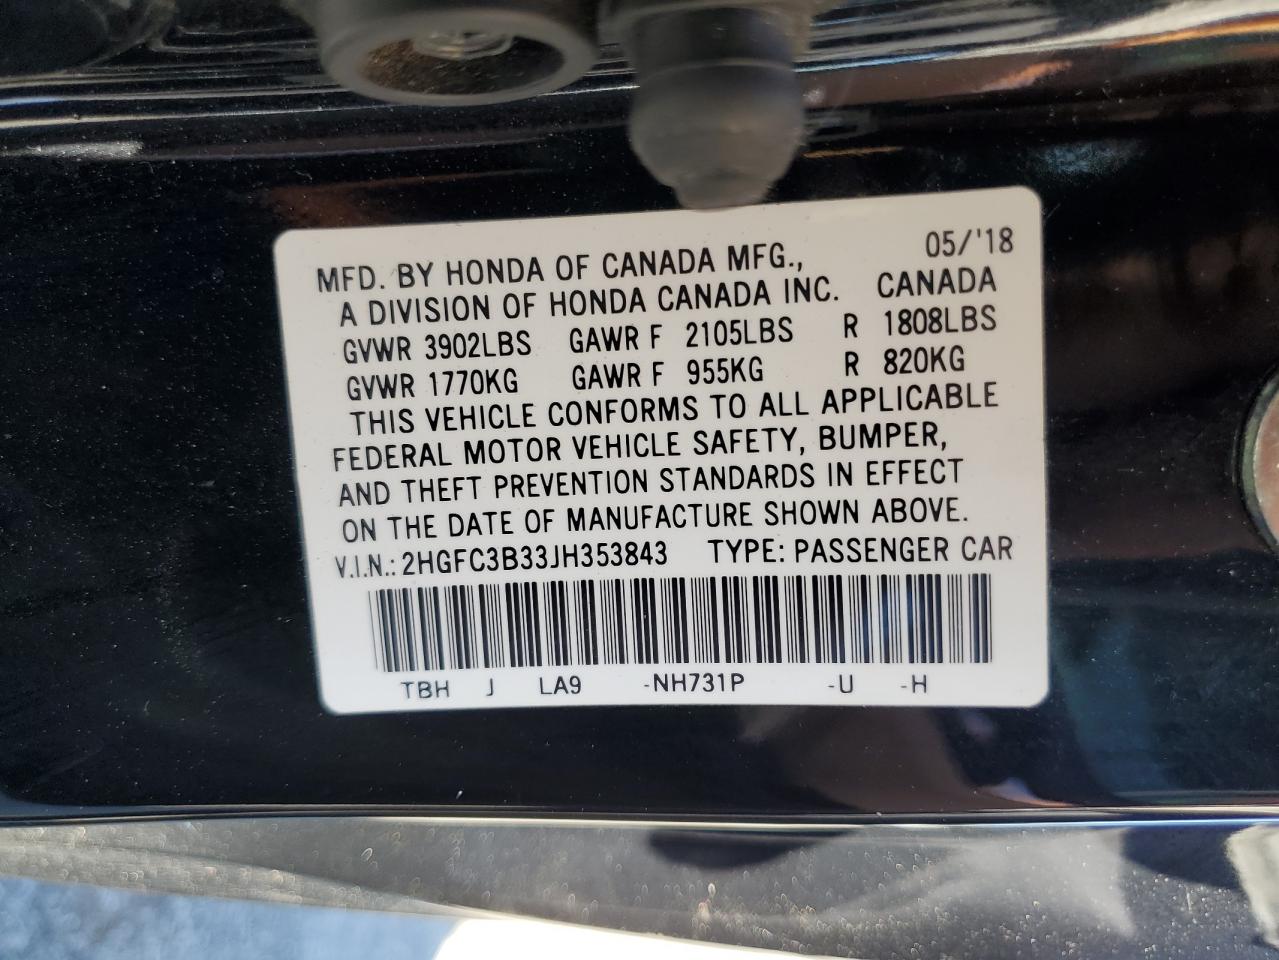 MFD. BY HONDA OF CANADA MFG., 05/'18
A DIVISION OF HONDA CANADA INC. CANADA
GVWR 3902LBS GAWR F 2105LBS R 1808LBS
GVWR 1770KG GAWR F 955KG R 820KG
THIS VEHICLE CONFORMS TO ALL APPLICABLE
FEDERAL MOTOR VEHICLE SAFETY, BUMPER,
AND THEFT PREVENTION STANDARDS IN EFFECT
ON THE DATE OF MANUFACTURE SHOWN ABOVE.
V.I.N.: 2HGFC3B33JH353843 TYPE: PASSENGER CAR
TBH J LA9 -NH731P -U -H